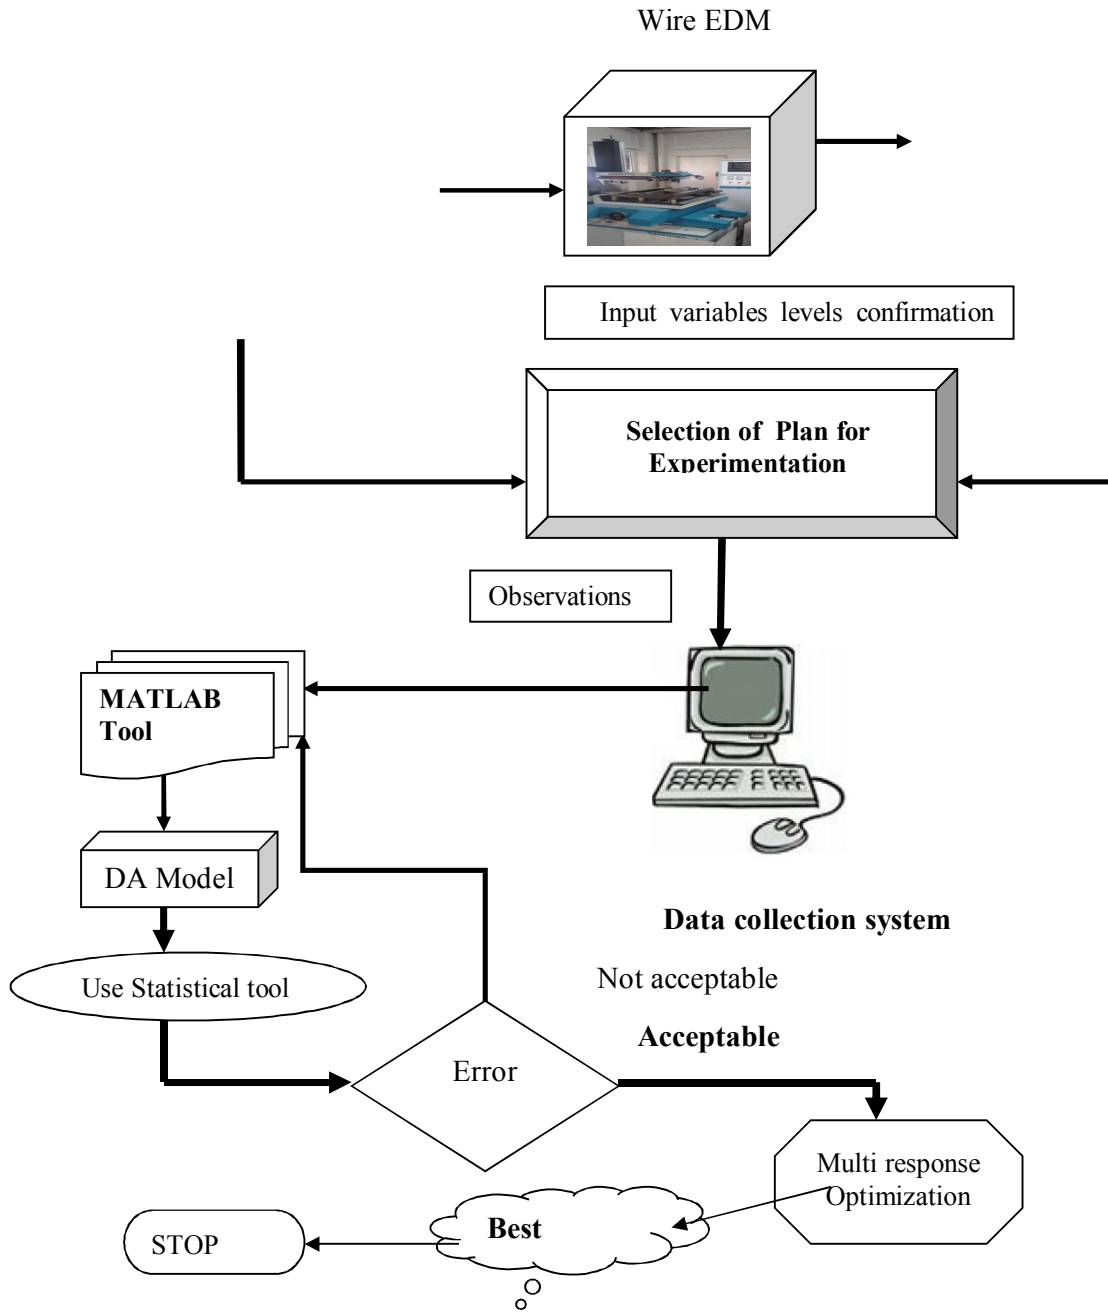 Wire EDM
Input variables levels confirmation
Selection of Plan for
Experimentation
Observations
MATLAB
Tool
DA Model
Data collection system
Use Statistical tool
Not acceptable
Acceptable
Error
Multi response
Optimization
Best
STOP